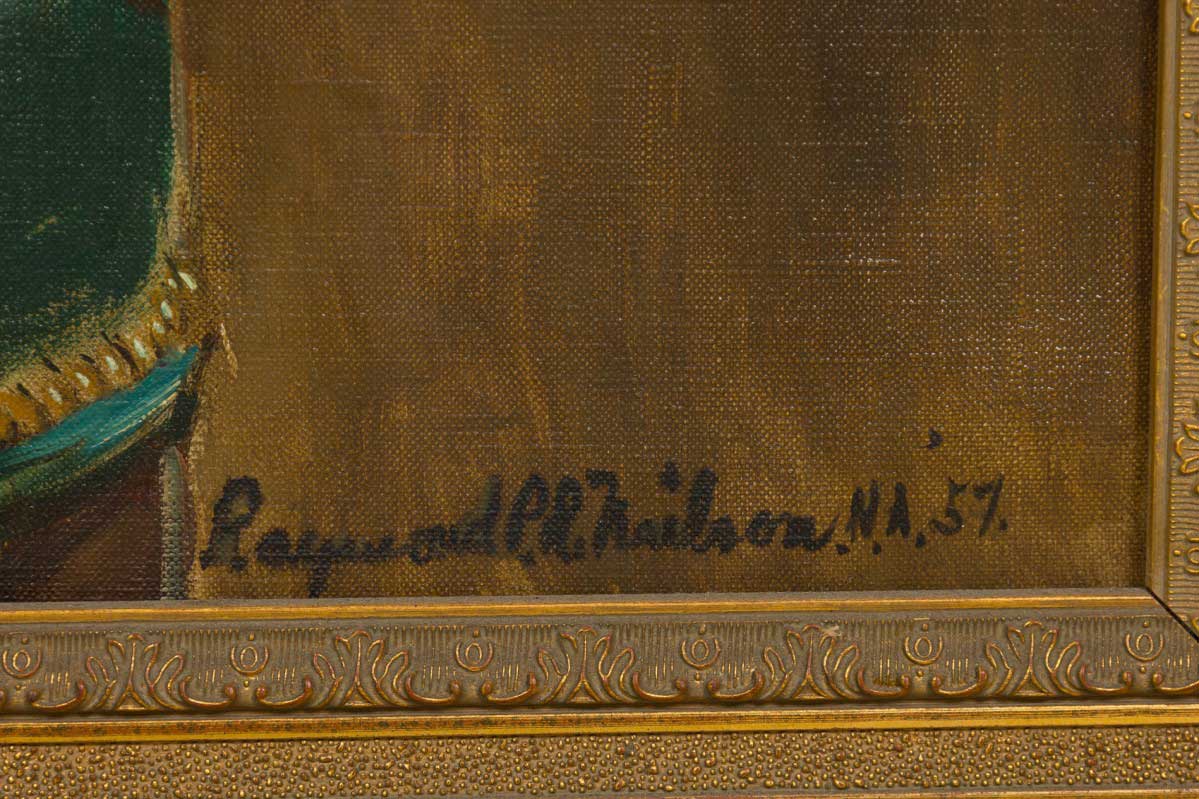 Raymond P.R. Neilson. N.A. '57.